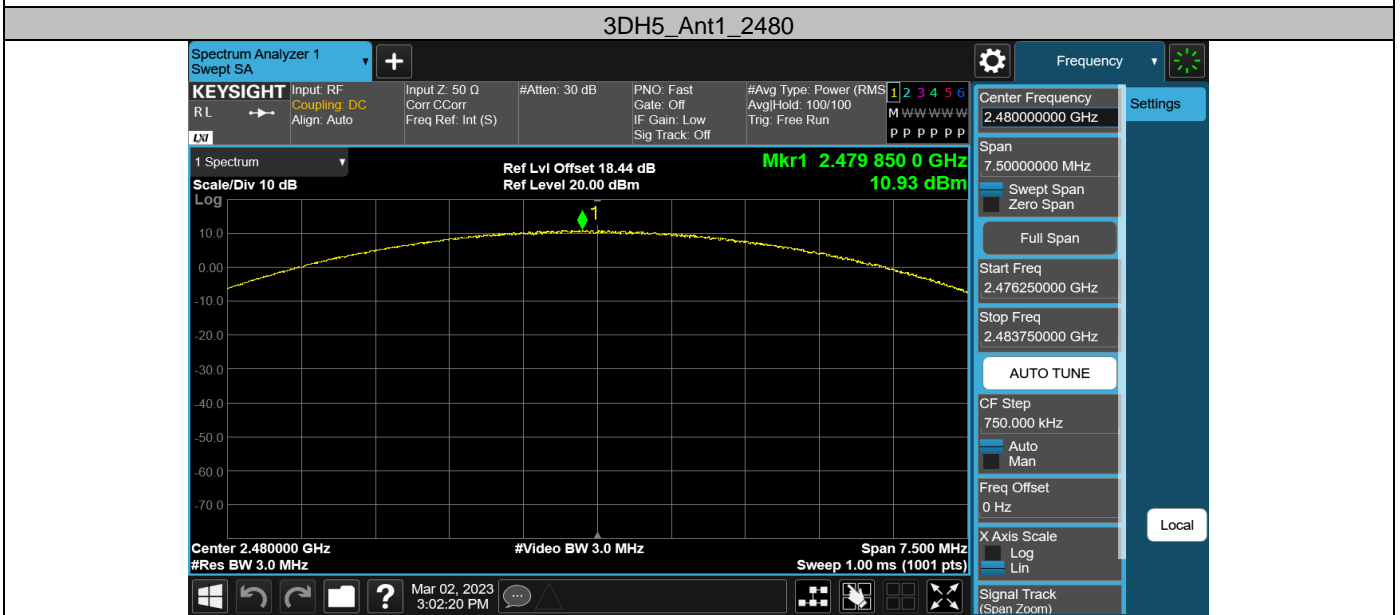 3DH5_Ant1_2480
Spectrum Analyzer 1
Swept SA
+
Frequency
KEYSIGHT
RL
LXI
Input: RF
Coupling: DC
Align: Auto
Input Z: 50 Ω
Corr CCorr
Freq Ref: Int (S)
#Atten: 30 dB
PNO: Fast
Gate: Off
IF Gain: Low
Sig Track: Off
#Avg Type: Power (RMS
Avg|Hold: 100/100
Trig: Free Run
1 2 3 4 5 6
M W W W W W
P P P P P P
Center Frequency
2.480000000 GHz
Settings
1 Spectrum
Ref Lvl Offset 18.44 dB
Mkr1 2.479 850 0 GHz
Scale/Div 10 dB
Ref Level 20.00 dBm
10.93 dBm
Log
1
10.0
0.00
-10.0
-20.0
-30.0
-40.0
-50.0
-60.0
-70.0
Center 2.480000 GHz
#Video BW 3.0 MHz
Span 7.500 MHz
#Res BW 3.0 MHz
Sweep 1.00 ms (1001 pts)
Span
7.50000000 MHz
Swept Span
Zero Span
Full Span
Start Freq
2.476250000 GHz
Stop Freq
2.483750000 GHz
AUTO TUNE
CF Step
750.000 kHz
Auto
Man
Freq Offset
0 Hz
X Axis Scale
Log
Lin
Local
Signal Track
(Span Zoom)
?
Mar 02, 2023
3:02:20 PM